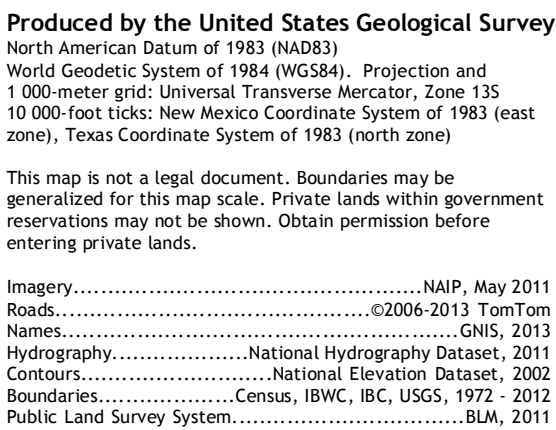 Produced by the United States Geological Survey
North American Datum of 1983 (NAD83)
World Geodetic System of 1984 (WGS84).  Projection and
1 000-meter grid: Universal Transverse Mercator, Zone 13S
10 000-foot ticks: New Mexico Coordinate System of 1983 (east
zone), Texas Coordinate System of 1983 (north zone)
This map is not a legal document. Boundaries may be
generalized for this map scale. Private lands within government
reservations may not be shown. Obtain permission before
entering private lands.
Imagery..................................................NAIP, May 2011
Roads..............................................©2006-2013 TomTom
Names.......................................................GNIS, 2013
Hydrography....................National Hydrography Dataset, 2011
Contours............................National Elevation Dataset, 2002
Boundaries....................Census, IBWC, IBC, USGS, 1972 - 2012
Public Land Survey System..................................BLM, 2011